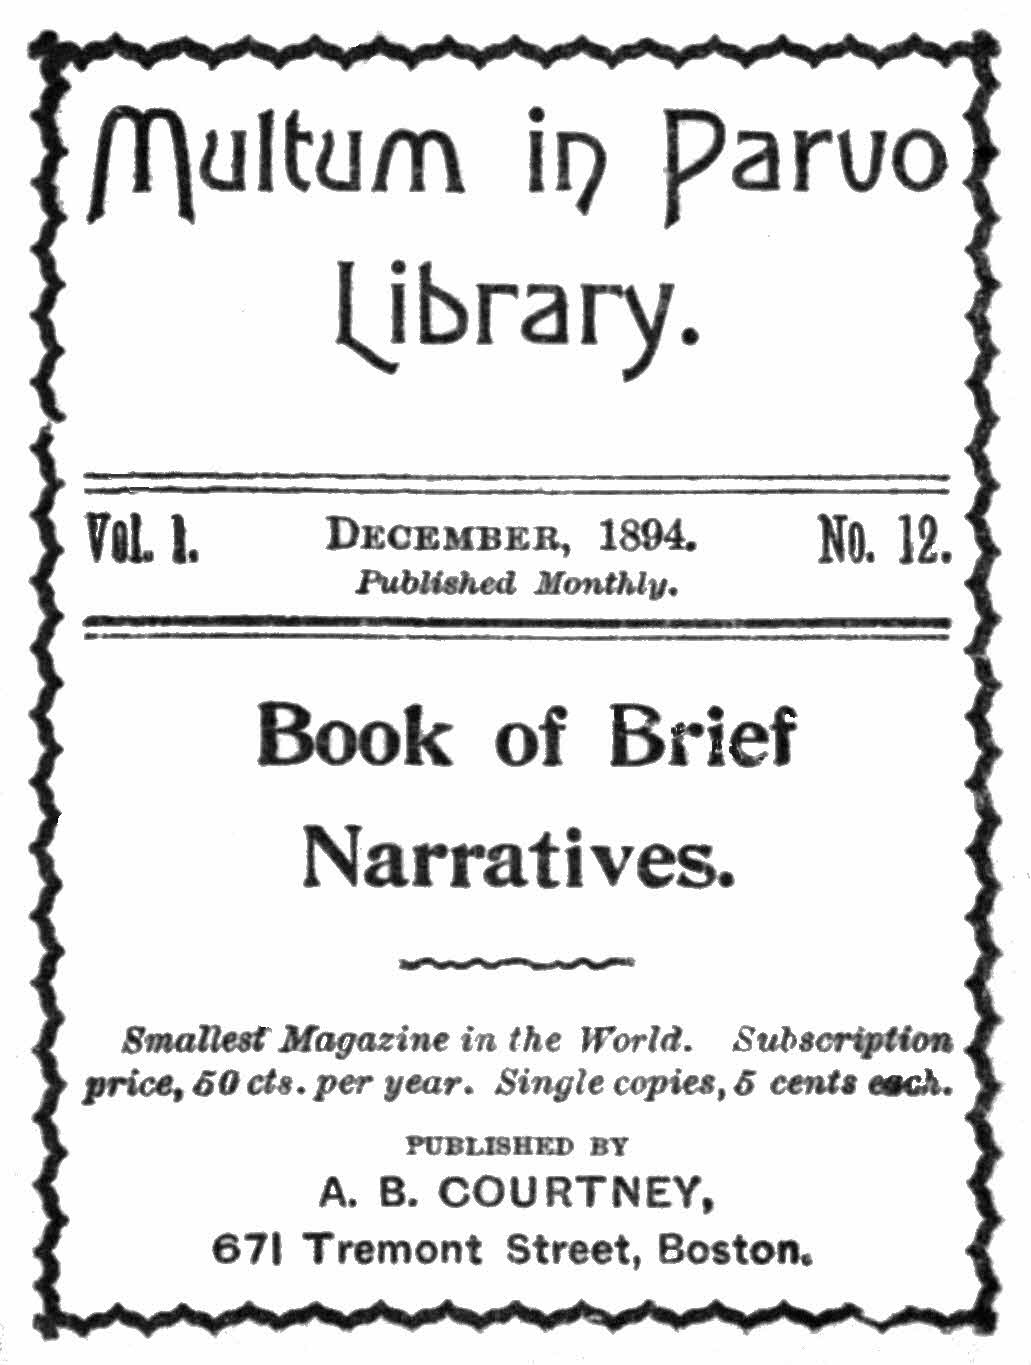 Multum in Parvo
Library.
Vol. 1. DECEMBER, 1894. No. 12.
Published Monthly.
Book of Brief
Narratives.
Smallest Magazine in the World. Subscription
price, 50 cts. per year. Single copies, 5 cents each.
PUBLISHED BY
A. B. COURTNEY,
671 Tremont Street, Boston.